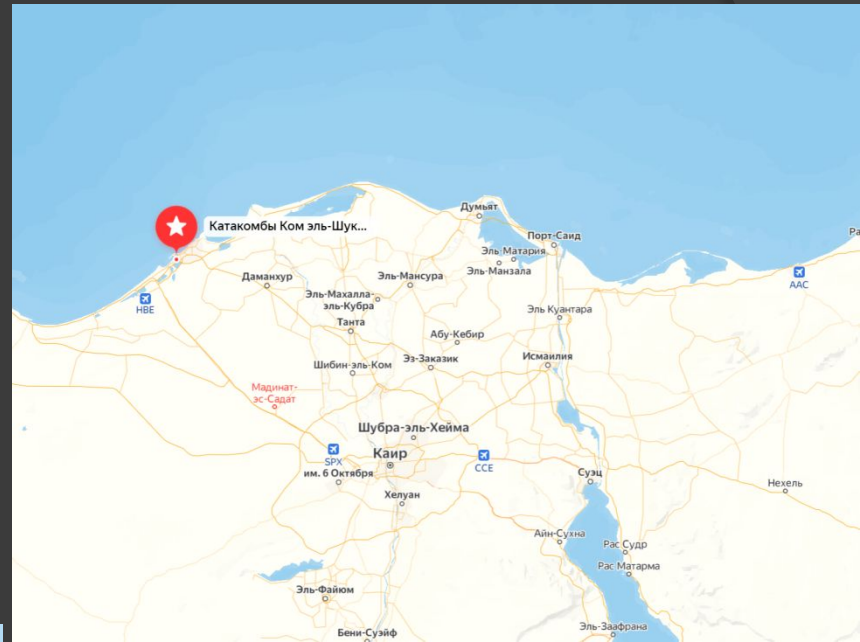 Катакомбы Ком эль-Шук...
Думьят
Порт-Саид
Эль Матария
Эль-Манзала
Даманхур
Эль-Мансура
HBE
Эль-Махалла-
эль-Кубра
AAC
Эль Куантара
Танта
Абу-Кебир
Шибин-эль-Ком
Эз-Заказик
Исмаилия
Мадинат-
эс-Садат
Шубра-эль-Хейма
Каир
SPX
CCE
им. 6 Октября
Суэц
Нехель
Хелуан
Айн-Сухна
Рас Судр
Рас Матарма
Эль-Файюм
Эль-Заафрана
Бени-Суэйф